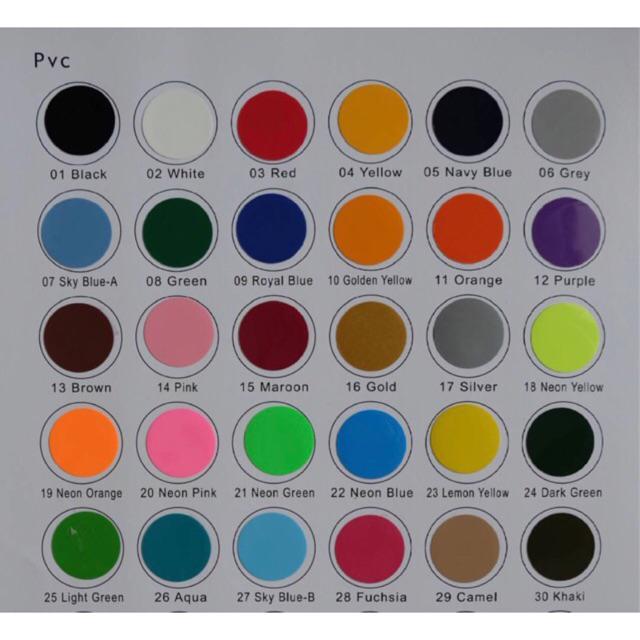 Pvc
01 Black 02 White 03 Red 04 Yellow 05 Navy Blue 06 Grey
07 Sky Blue-A 08 Green 09 Royal Blue 10 Golden Yellow 11 Orange 12 Purple
13 Brown 14 Pink 15 Maroon 16 Gold 17 Silver 18 Neon Yellow
19 Neon Orange 20 Neon Pink 21 Neon Green 22 Neon Blue 23 Lemon Yellow 24 Dark Green
25 Light Green 26 Aqua 27 Sky Blue-B 28 Fuchsia 29 Camel 30 Khaki